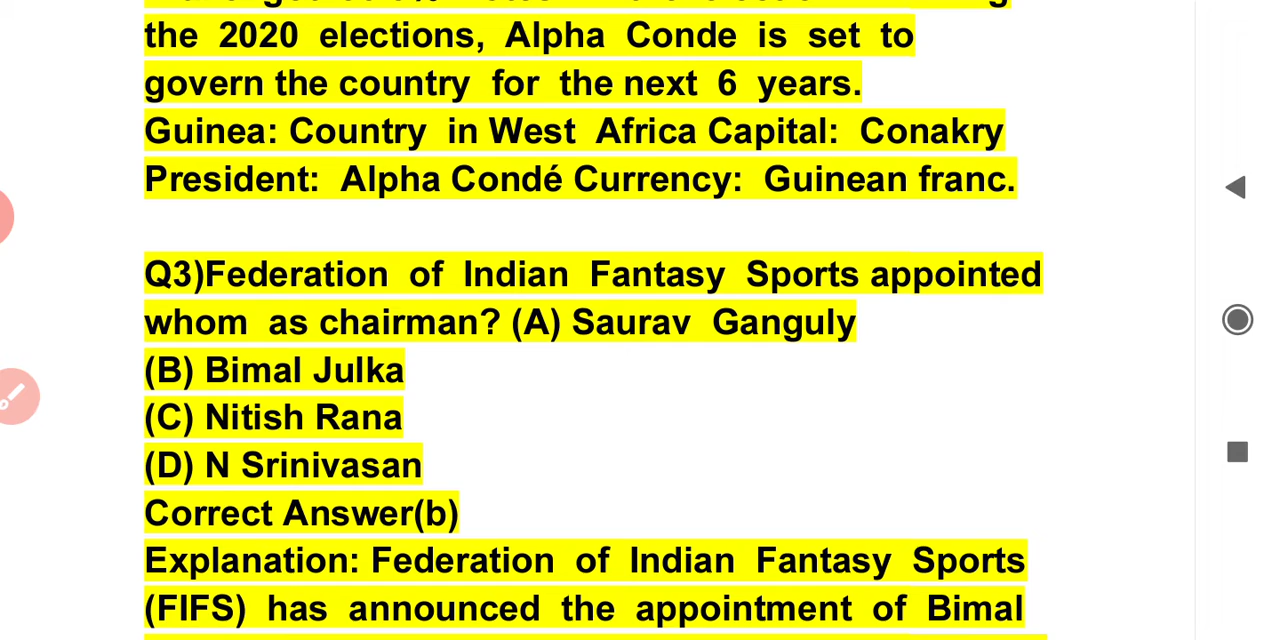 the 2020 elections, Alpha Conde is set to
govern the country for the next 6 years.
Guinea: Country in West Africa Capital: Conakry
President: Alpha Condé Currency: Guinean franc.
Q3)Federation of Indian Fantasy Sports appointed
whom as chairman? (A) Saurav Ganguly
(B) Bimal Julka
(C) Nitish Rana
(D) N Srinivasan
Correct Answer(b)
Explanation: Federation of Indian Fantasy Sports
(FIFS) has announced the appointment of Bimal